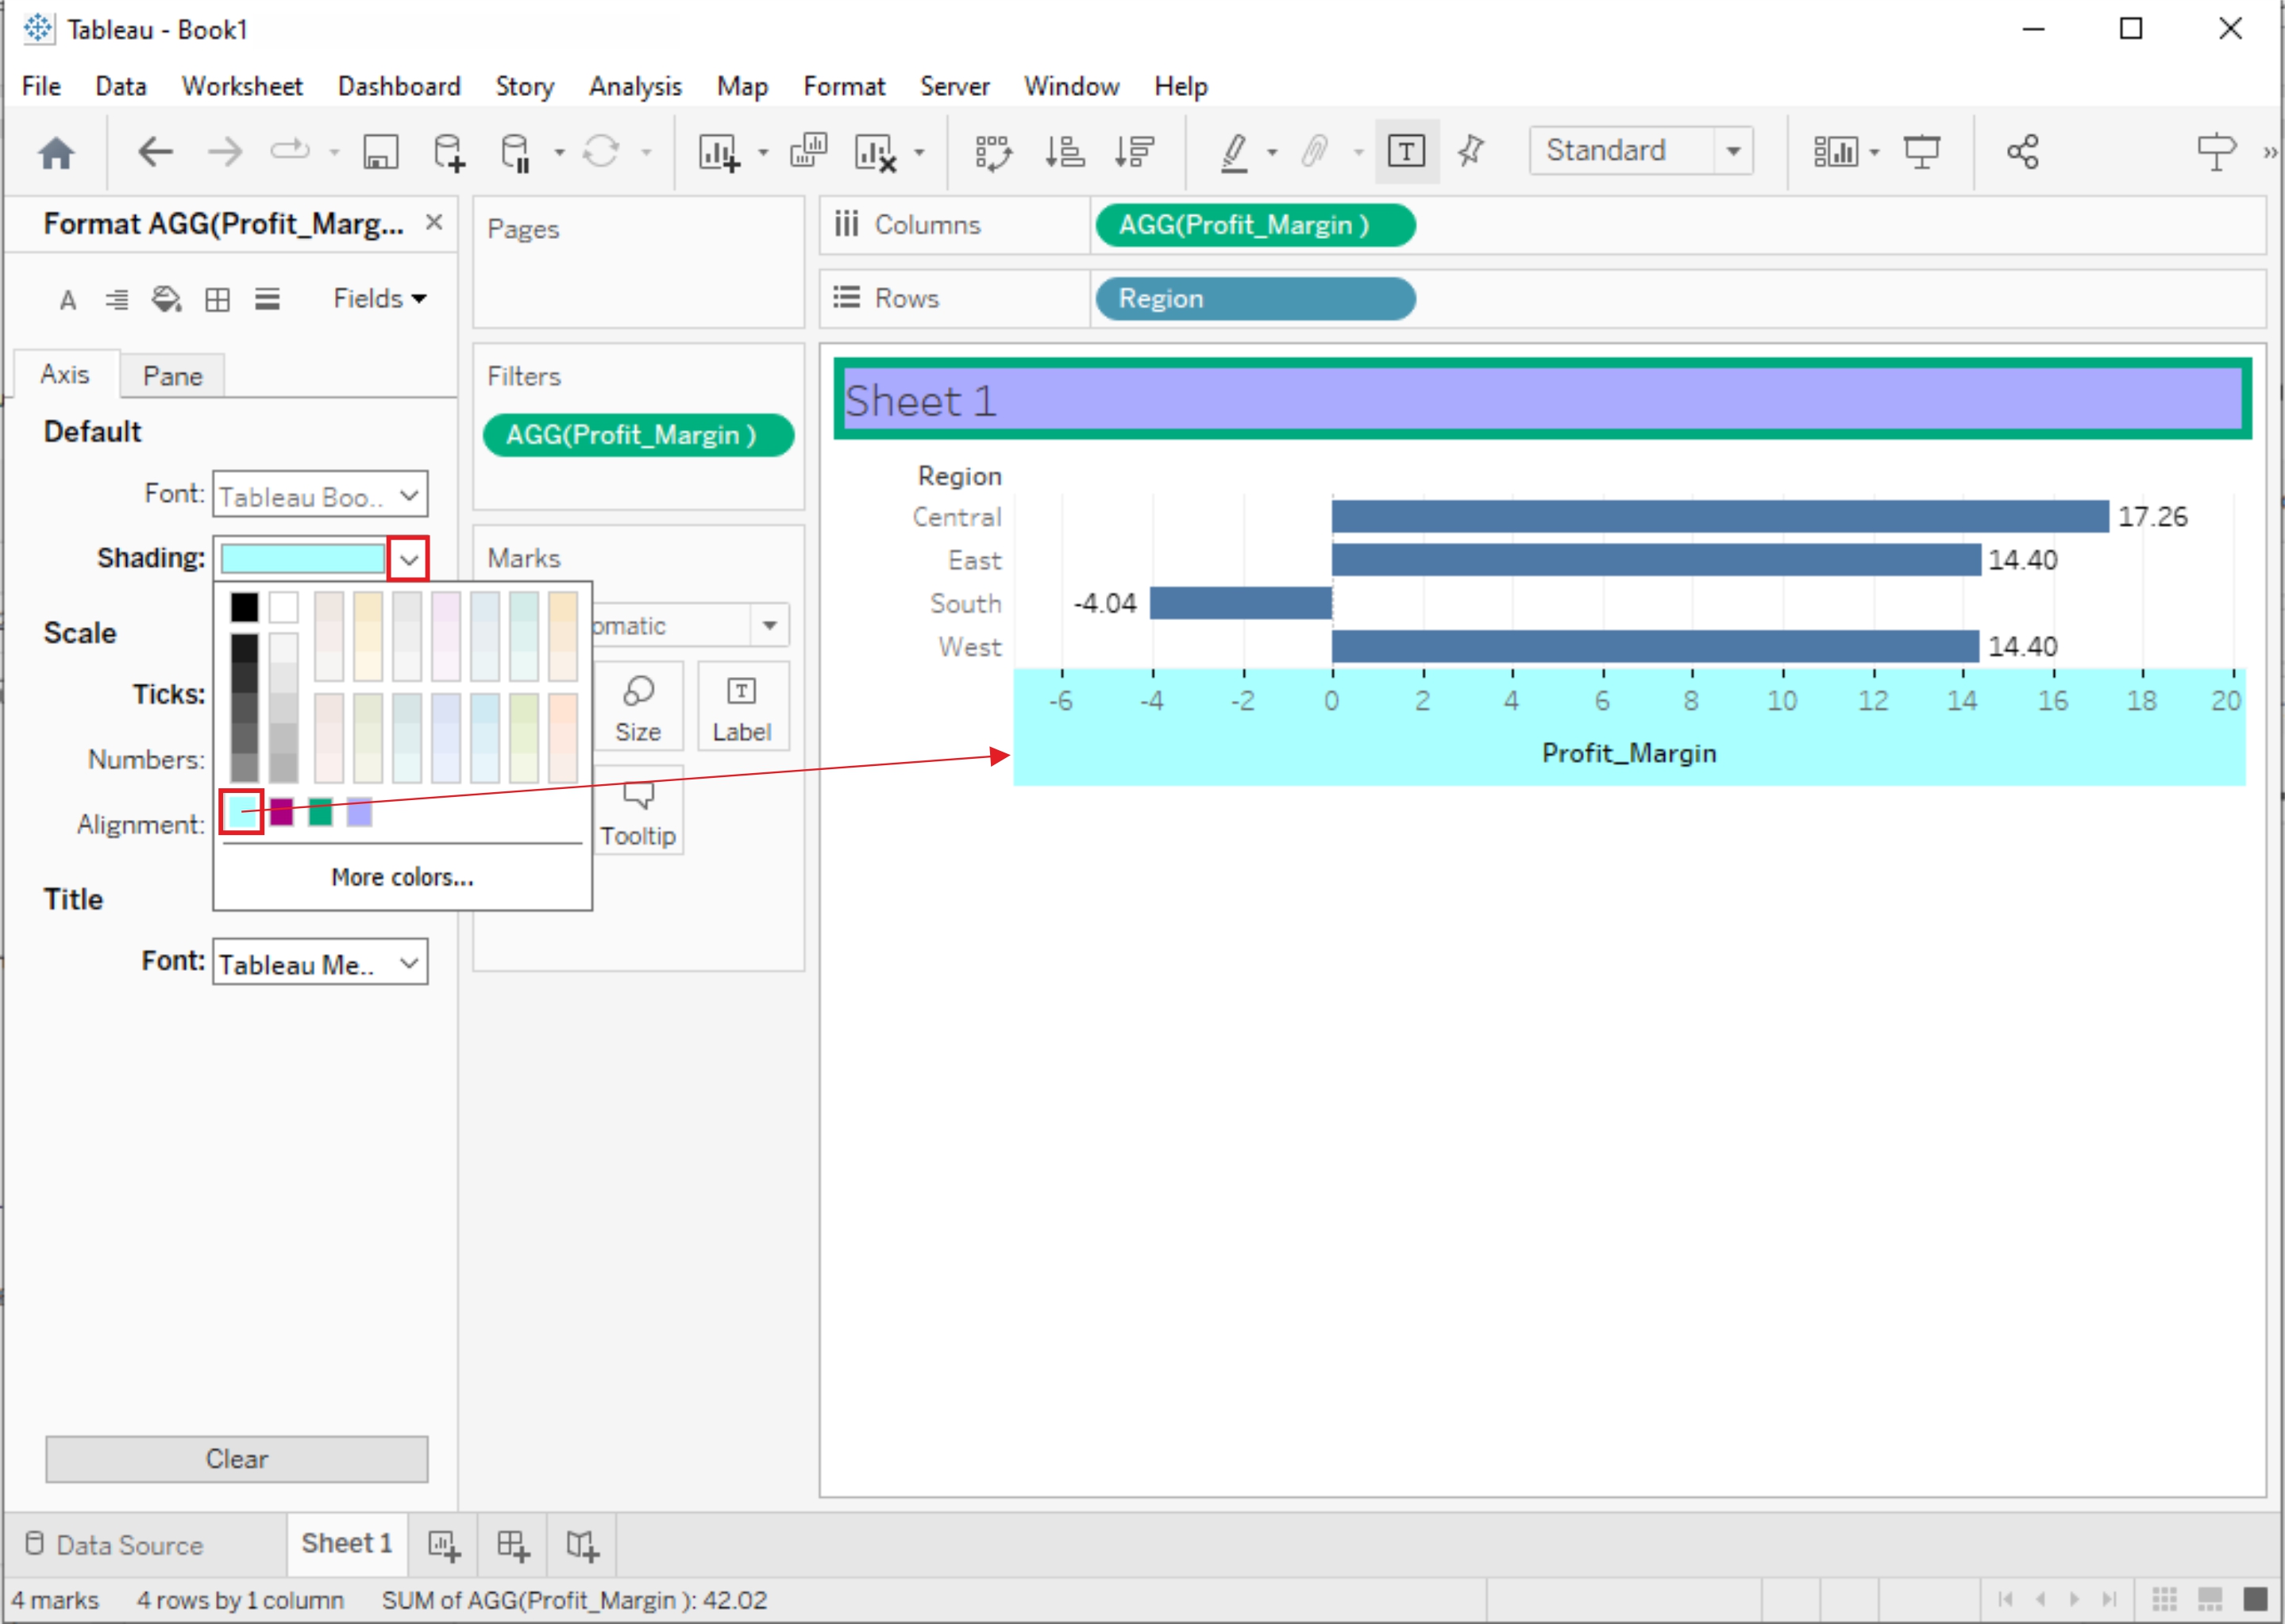 Tableau - Book1
File Data Worksheet Dashboard Story Analysis Map Format Server Window Help
Standard
Format AGG(Profit_Marg...
Fields
Axis Pane
Default
Font: Tableau Boo..
Shading:
Scale
Ticks:
Numbers:
Alignment:
More colors...
Title
Font: Tableau Me..
Clear
Pages
Filters
AGG(Profit_Margin )
Marks
omatic
Size Label
Tooltip
Columns AGG(Profit_Margin )
Rows Region
Sheet 1
Region
Central 17.26
East 14.40
South -4.04
West 14.40
-6 -4 -2 0 2 4 6 8 10 12 14 16 18 20
Profit_Margin
Data Source Sheet 1
4 marks 4 rows by 1 column SUM of AGG(Profit_Margin ): 42.02